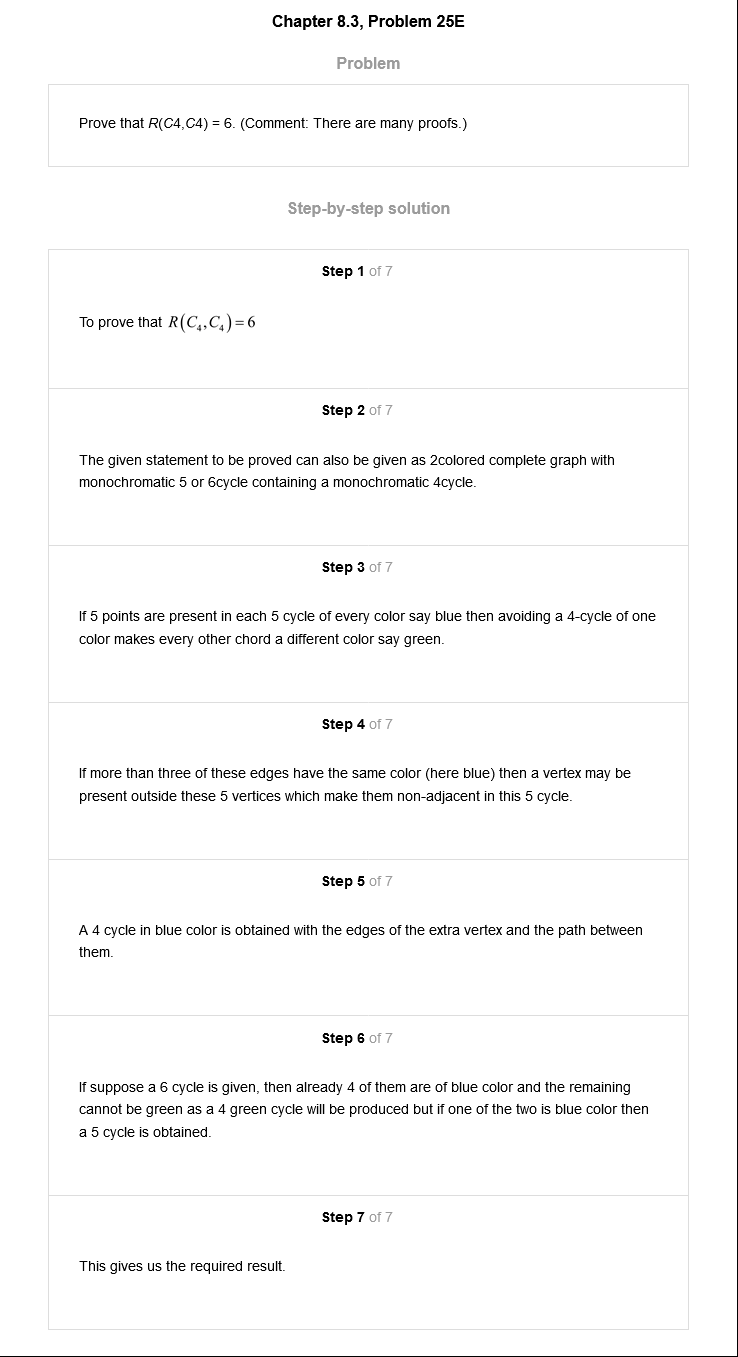 Chapter 8.3, Problem 25E
Problem
Prove that R(C4,C4) = 6. (Comment: There are many proofs.)
Step-by-step solution
Step 1 of 7
To prove that R(C₄,C₄)=6
Step 2 of 7
The given statement to be proved can also be given as 2colored complete graph with
monochromatic 5 or 6cycle containing a monochromatic 4cycle.
Step 3 of 7
If 5 points are present in each 5 cycle of every color say blue then avoiding a 4-cycle of one
color makes every other chord a different color say green.
Step 4 of 7
If more than three of these edges have the same color (here blue) then a vertex may be
present outside these 5 vertices which make them non-adjacent in this 5 cycle.
Step 5 of 7
A 4 cycle in blue color is obtained with the edges of the extra vertex and the path between
them.
Step 6 of 7
If suppose a 6 cycle is given, then already 4 of them are of blue color and the remaining
cannot be green as a 4 green cycle will be produced but if one of the two is blue color then
a 5 cycle is obtained.
Step 7 of 7
This gives us the required result.